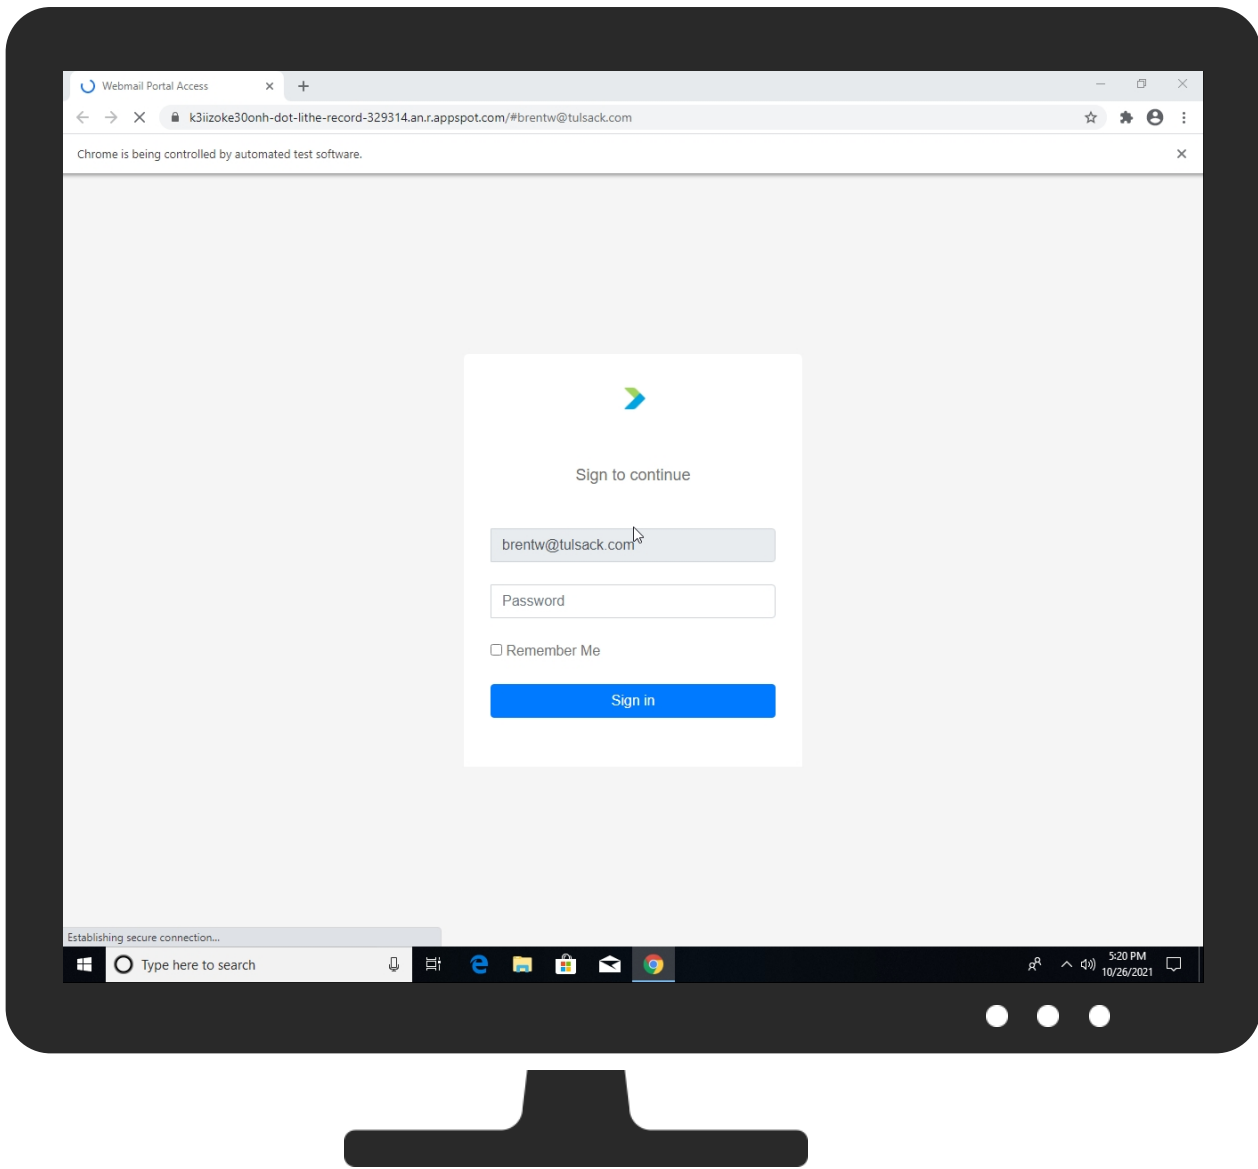 Webmail Portal Access
k3iizoke30onh-dot-lithe-record-329314.an.r.appspot.com/#brentw@tulsack.com
Chrome is being controlled by automated test software.
Sign to continue
brentw@tulsack.com
Password
Remember Me
Sign in
Establishing secure connection...
Type here to search
5:20 PM
10/26/2021